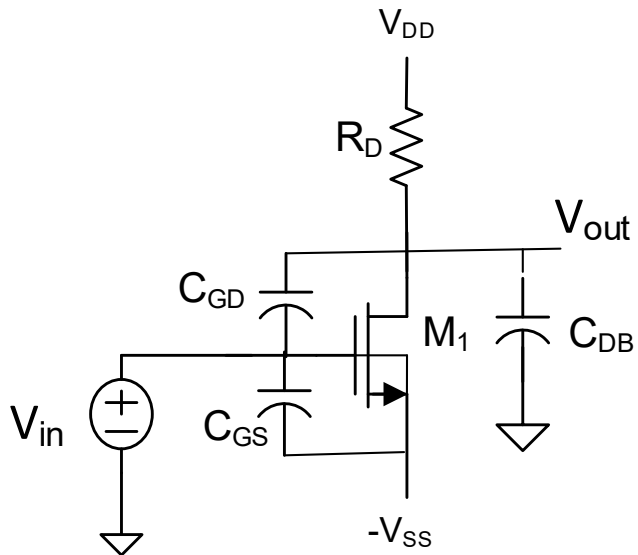 V_DD
R_D
V_out
C_GD
M_1
C_DB
V_in
C_GS
-V_SS